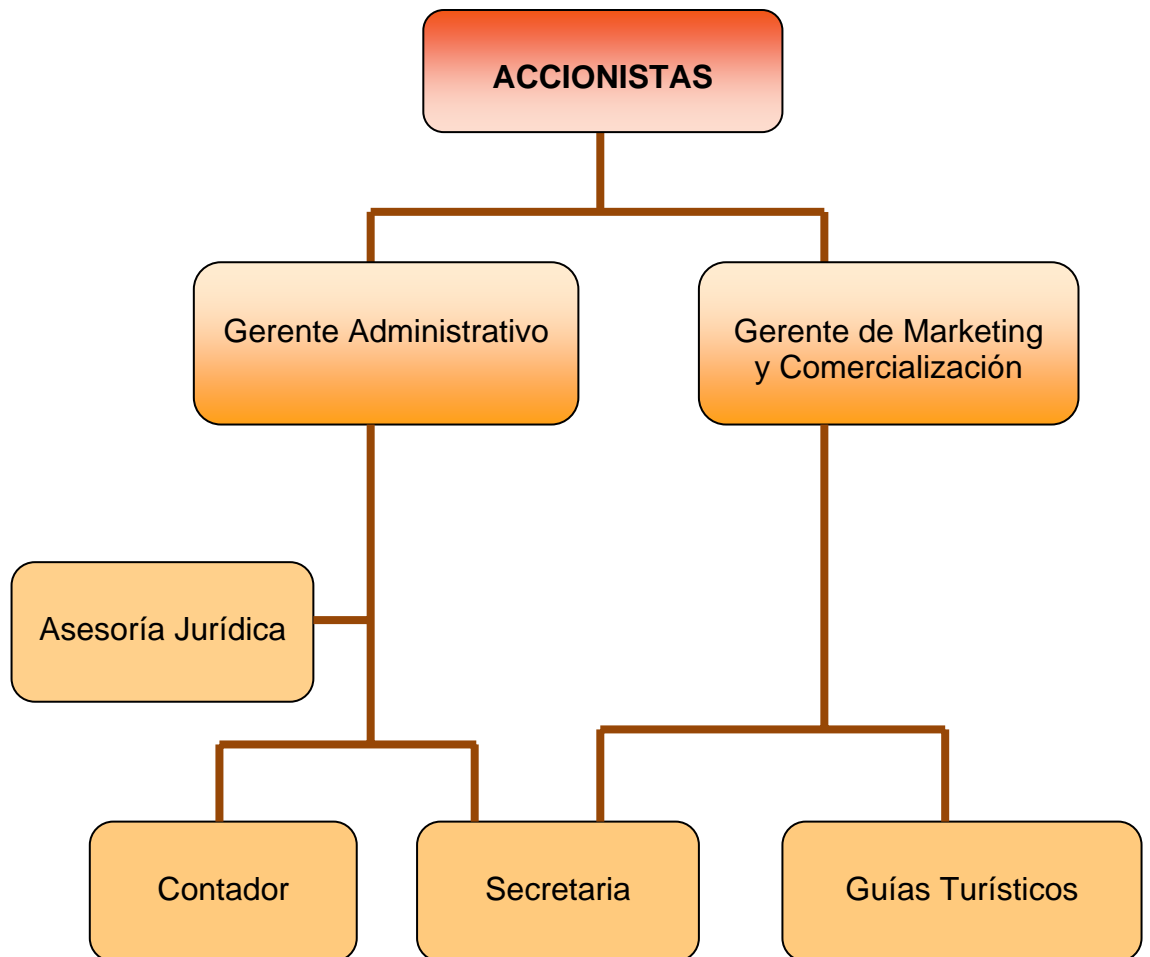 ACCIONISTAS
Gerente Administrativo
Gerente de Marketing
y Comercialización
Asesoría Jurídica
Contador
Secretaria
Guías Turísticos